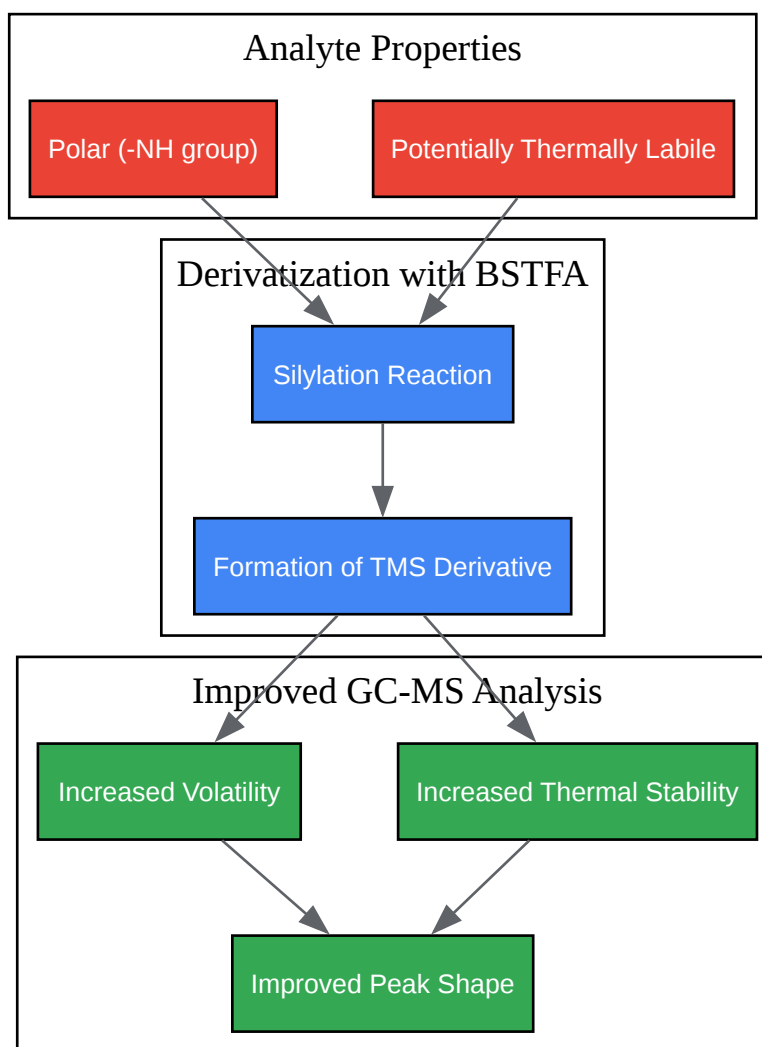 Analyte Properties
Polar (-NH group)
Potentially Thermally Labile
Derivatization with BSTFA
Silylation Reaction
Formation of TMS Derivative
Improved GC-MS Analysis
Increased Volatility
Increased Thermal Stability
Improved Peak Shape